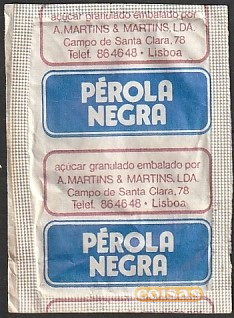 açúcar granulado embalado por
A. MARTINS & MARTINS, LDA.
Campo de Santa Clara, 78
Telef. 864648 • Lisboa
PÉROLA
NEGRA
açúcar granulado embalado por
A. MARTINS & MARTINS, LDA.
Campo de Santa Clara, 78
Telef. 864648 • Lisboa
PÉROLA
NEGRA
coisas